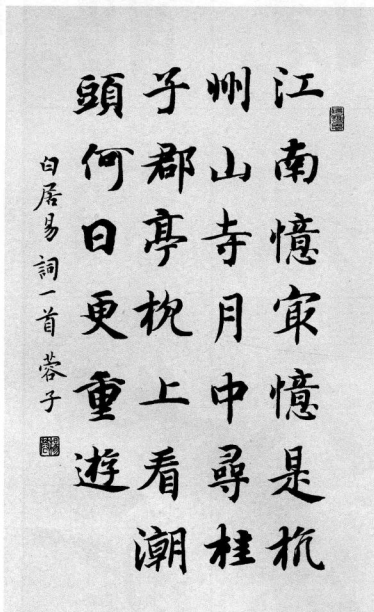 江南憶冣憶是杭
州山寺月中尋桂
子郡亭枕上看潮
頭何日更重遊
白居易詞一首 蓉子